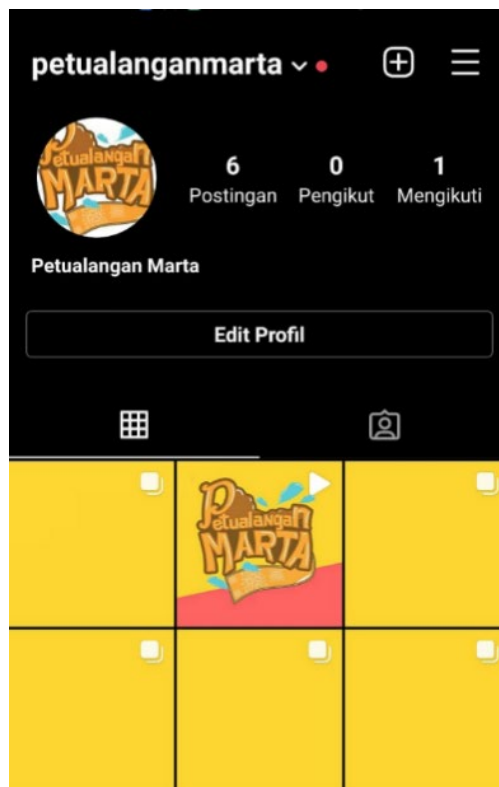 petualanganmarta
Petualangan
MARTA
6 0 1
Postingan Pengikut Mengikuti
Petualangan Marta
Edit Profil
Petualangan
MARTA